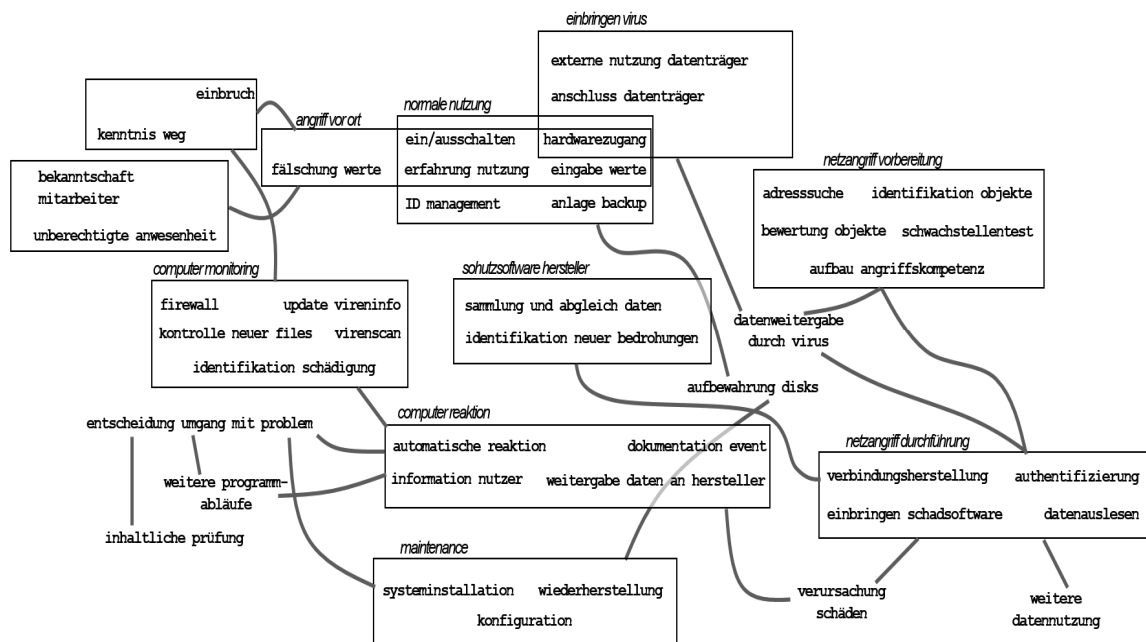 einbringen virus
externe nutzung datenträger
anschluss datenträger
einbruch
kenntnis weg
angriff vor ort
normale nutzung
ein/ausschalten
hardwarezugang
fälschung werte
erfahrung nutzung
eingabe werte
ID management
anlage backup
bekanntschaft
mitarbeiter
unberechtigte anwesenheit
netzangriff vorbereitung
adresssuche
identifikation objekte
bewertung objekte
schwachstellentest
aufbau angriffskompetenz
computer monitoring
firewall
update vireninfo
kontrolle neuer files
virenscan
identifikation schädigung
sohutzsoftware hersteller
sammlung und abgleich daten
identifikation neuer bedrohungen
datenweitergabe
durch virus
aufbewahrung disks
entscheidung umgang mit problem
weitere programm-
abläufe
inhaltliche prüfung
computer reaktion
automatische reaktion
dokumentation event
information nutzer
weitergabe daten an hersteller
netzangriff durchführung
verbindungsherstellung
authentifizierung
einbringen schadsoftware
datenauslesen
maintenance
systeminstallation
wiederherstellung
konfiguration
verursachung
schäden
weitere
datennutzung